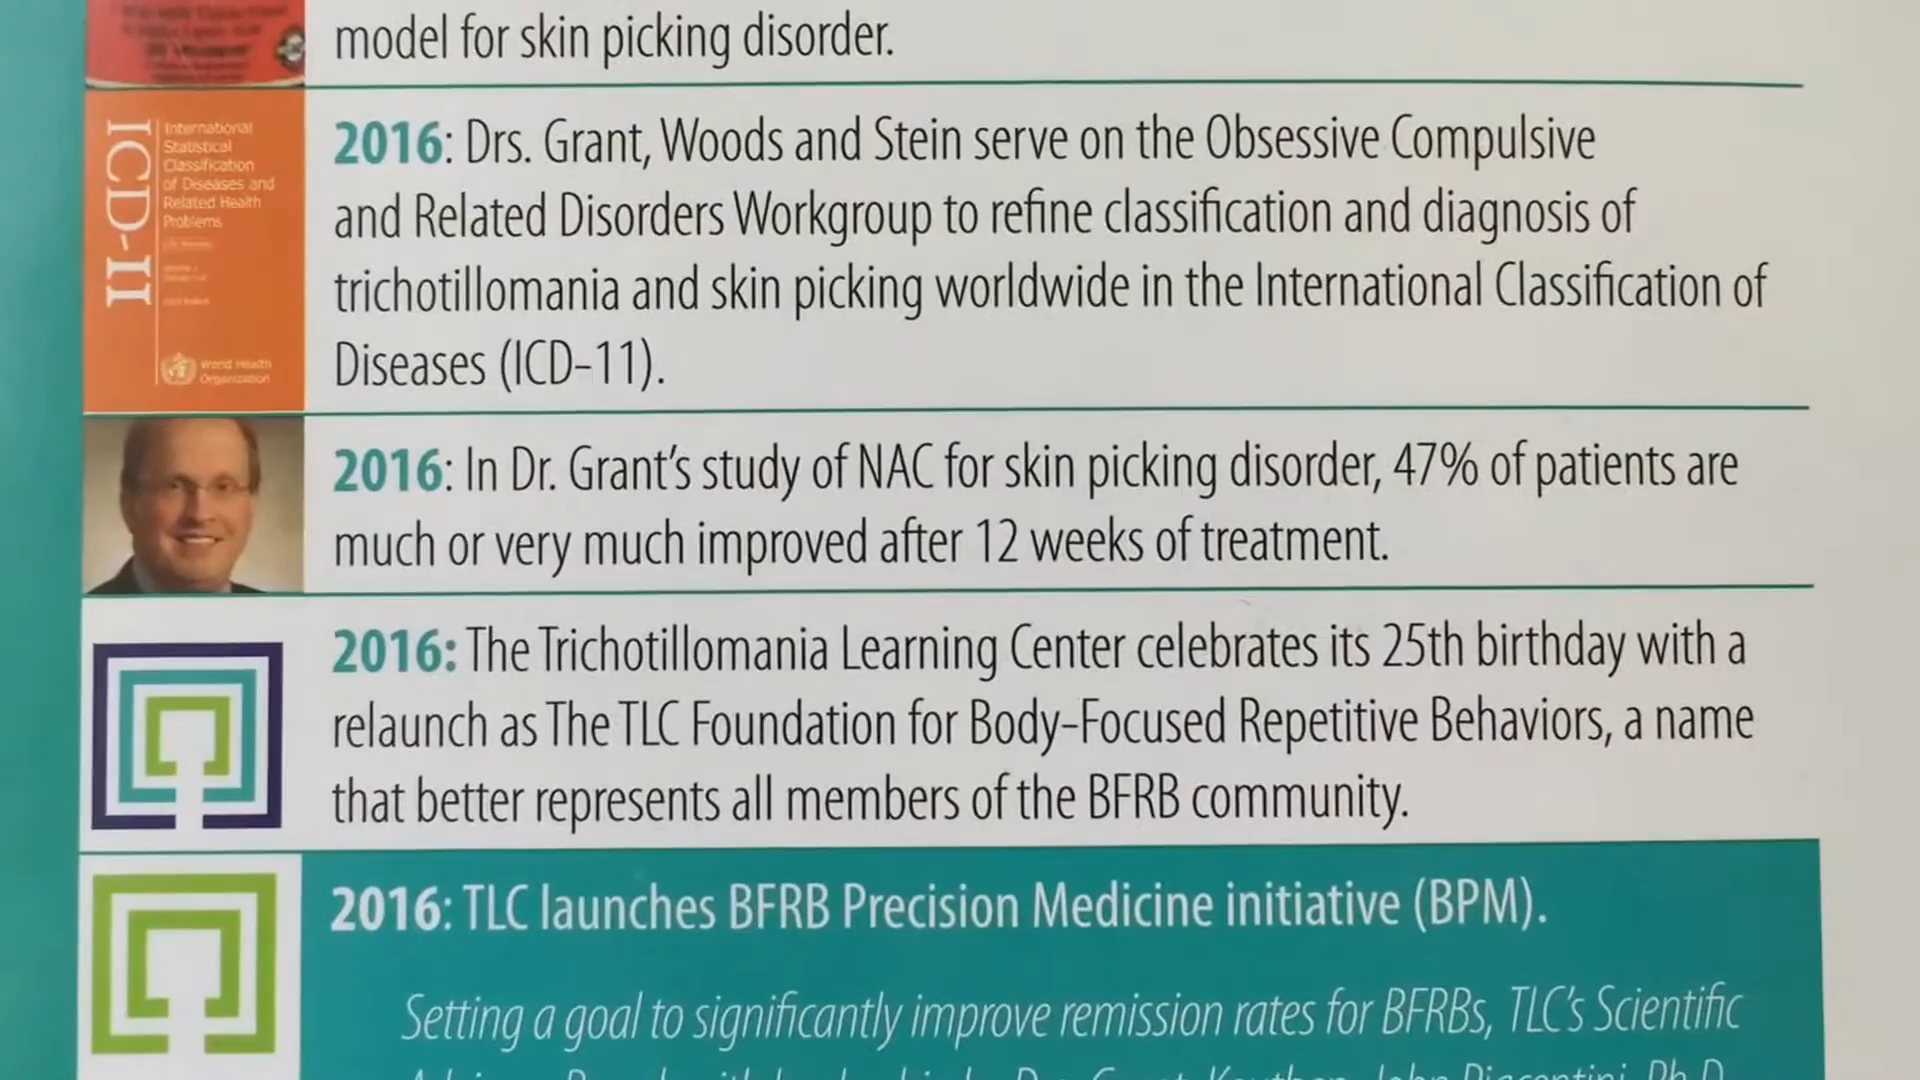 model for skin picking disorder.
ICD-11
International
Statistical
Classification
of Diseases and
Related Health
Problems
World Health
Organization
2016: Drs. Grant, Woods and Stein serve on the Obsessive Compulsive
and Related Disorders Workgroup to refine classification and diagnosis of
trichotillomania and skin picking worldwide in the International Classification of
Diseases (ICD-11).
2016: In Dr. Grant’s study of NAC for skin picking disorder, 47% of patients are
much or very much improved after 12 weeks of treatment.
2016: The Trichotillomania Learning Center celebrates its 25th birthday with a
relaunch as The TLC Foundation for Body-Focused Repetitive Behaviors, a name
that better represents all members of the BFRB community.
2016: TLC launches BFRB Precision Medicine initiative (BPM).
Setting a goal to significantly improve remission rates for BFRBs, TLC’s Scientific